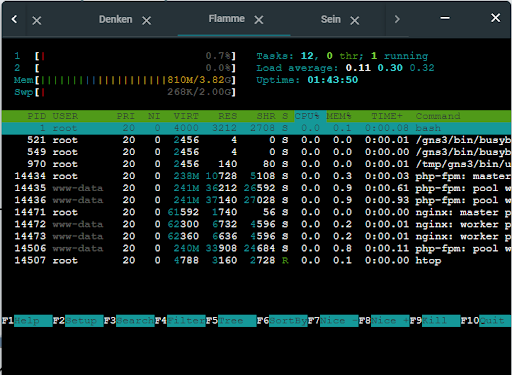 Denken Flamme Sein
1 [| 0.7%] Tasks: 12, 0 thr; 1 running
2 [ 0.0%] Load average: 0.11 0.30 0.32
Mem[||||||||||||||||||||||810M/3.82G] Uptime: 01:43:50
Swp[| 268K/2.00G]
PID USER PRI NI VIRT RES SHR S CPU% MEM% TIME+ Command
1 root 20 0 4000 3212 2708 S 0.0 0.1 0:00.08 bash
521 root 20 0 2456 4 0 S 0.0 0.0 0:00.01 /gns3/bin/busyb
549 root 20 0 2456 4 0 S 0.0 0.0 0:00.00 /gns3/bin/busyb
970 root 20 0 2456 140 80 S 0.0 0.0 0:00.01 /tmp/gns3/bin/u
14434 root 20 0 238M 10728 5108 S 0.0 0.3 0:00.03 php-fpm: master
14435 www-data 20 0 241M 36212 26592 S 0.0 0.9 0:00.61 php-fpm: pool w
14436 www-data 20 0 241M 37140 27028 S 0.0 0.9 0:00.93 php-fpm: pool w
14471 root 20 0 61592 1740 56 S 0.0 0.0 0:00.00 nginx: master p
14472 www-data 20 0 62300 6732 4596 S 0.0 0.2 0:00.01 nginx: worker p
14473 www-data 20 0 62360 6636 4596 S 0.0 0.2 0:00.01 nginx: worker p
14506 www-data 20 0 240M 33908 24684 S 0.0 0.8 0:00.11 php-fpm: pool w
14507 root 20 0 4788 3160 2728 R 0.0 0.1 0:00.00 htop
F1Help F2Setup F3SearchF4FilterF5Tree F6SortByF7Nice -F8Nice +F9Kill F10Quit